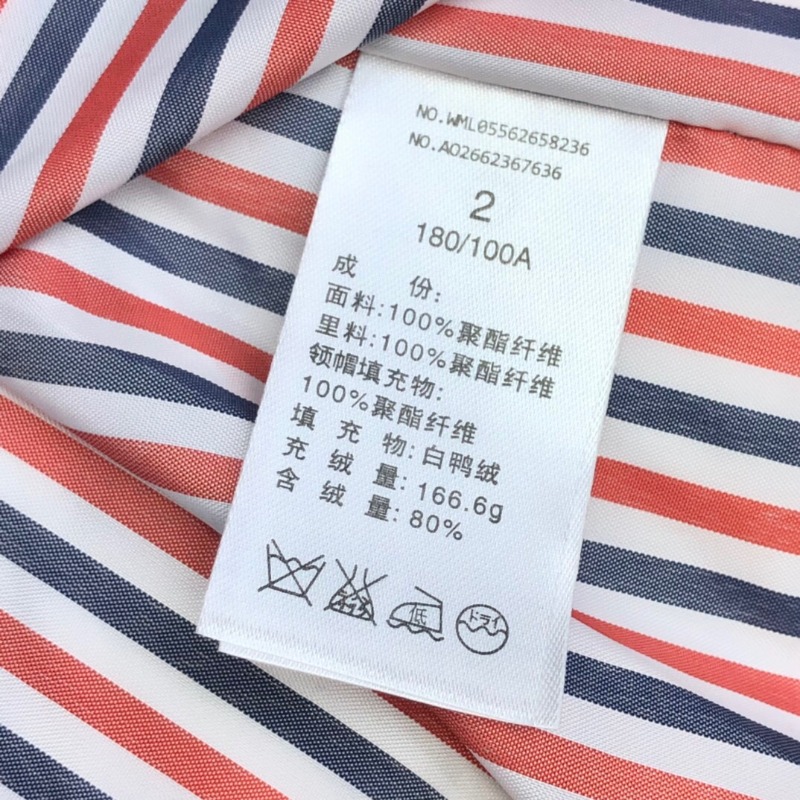 NO.WML05562658236
NO.A02662367636
2
180/100A
成 份:
面料:100%聚酯纤维
里料:100%聚酯纤维
领帽填充物:
100%聚酯纤维
填 充 物:白鸭绒
充 绒 量:166.6g
含 绒 量:80%
低
ドライ